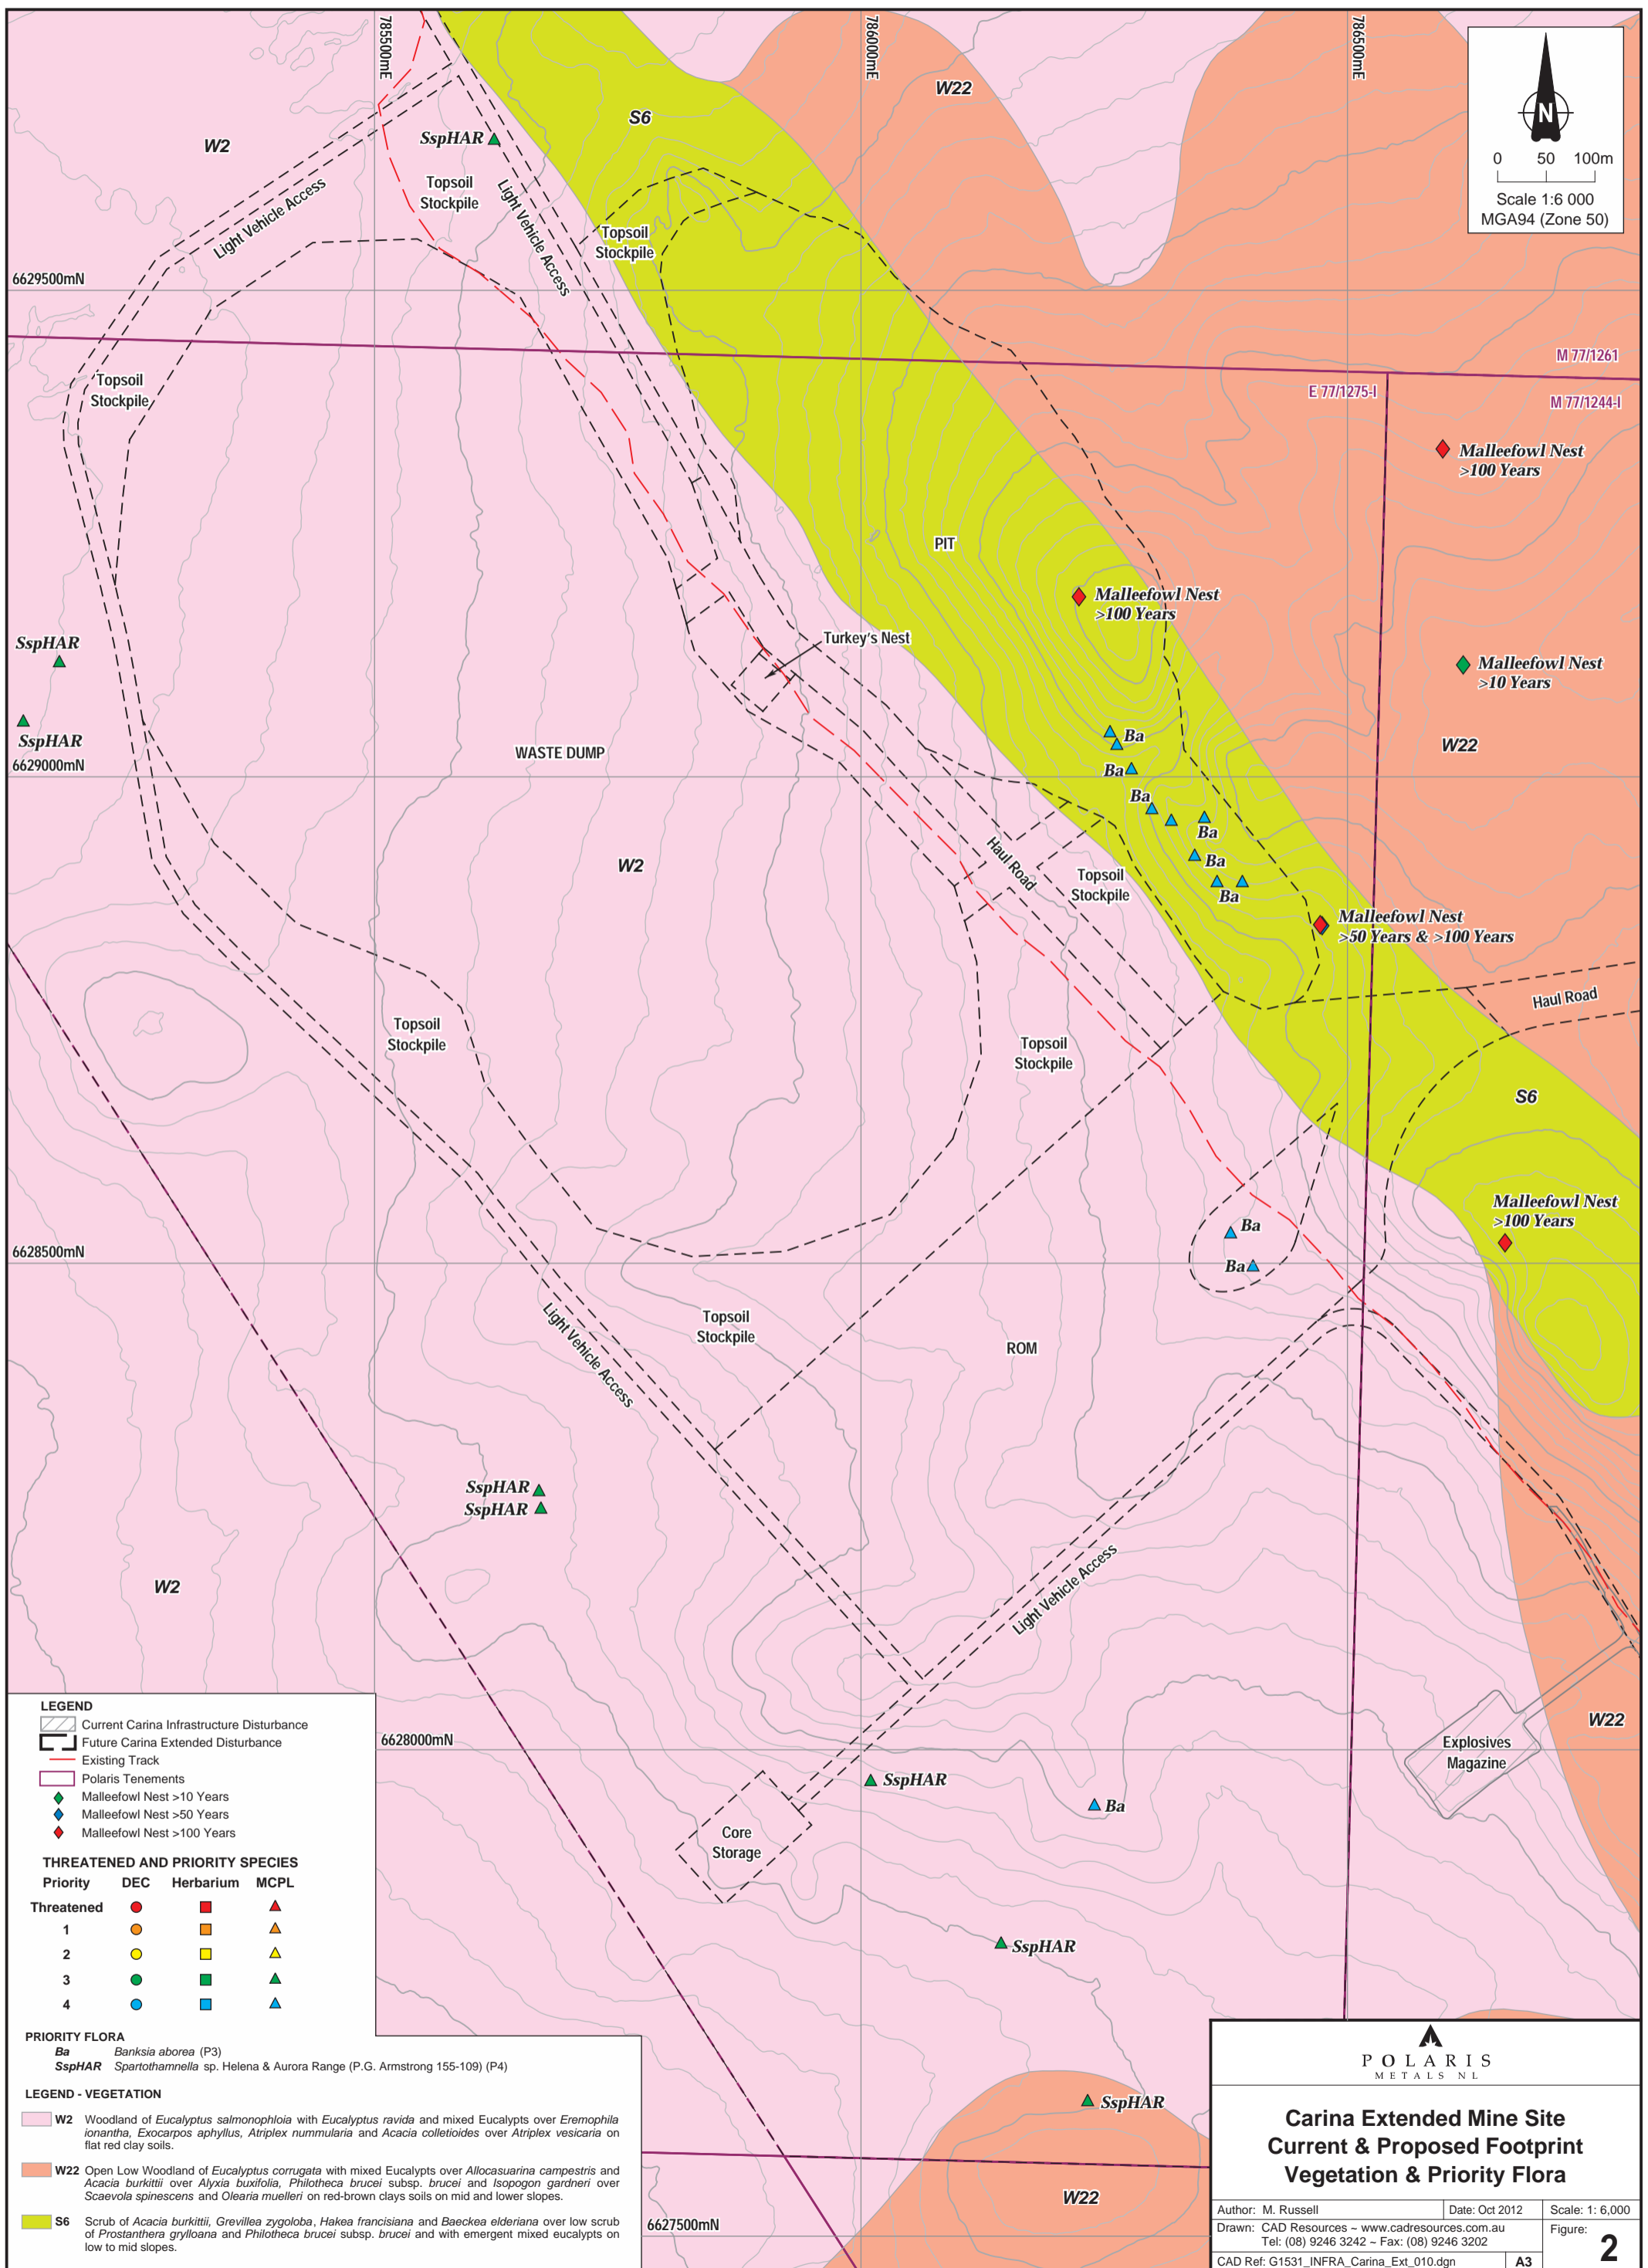 785500mE
786000mE
786500mE
N
0 50 100m
Scale 1:6 000
MGA94 (Zone 50)
W22
S6
W2
SspHAR
Topsoil
Stockpile
Light Vehicle Access
Light Vehicle Access
Topsoil
Stockpile
6629500mN
M 77/1261
E 77/1275-I
M 77/1244-I
Topsoil
Stockpile
Malleefowl Nest
>100 Years
PIT
Malleefowl Nest
>100 Years
Turkey's Nest
SspHAR
Malleefowl Nest
>10 Years
SspHAR
Ba
W22
WASTE DUMP
6629000mN
Ba
Ba
Ba
W2
Haul Road
Ba
Topsoil
Stockpile
Ba
Malleefowl Nest
>50 Years & >100 Years
Haul Road
Topsoil
Stockpile
Topsoil
Stockpile
S6
Malleefowl Nest
>100 Years
Ba
6628500mN
Ba
Light Vehicle Access
Topsoil
Stockpile
ROM
SspHAR
SspHAR
W2
Light Vehicle Access
W22
6628000mN
Explosives
Magazine
SspHAR
Ba
Core
Storage
SspHAR
SspHAR
W22
6627500mN
LEGEND
Current Carina Infrastructure Disturbance
Future Carina Extended Disturbance
Existing Track
Polaris Tenements
Malleefowl Nest >10 Years
Malleefowl Nest >50 Years
Malleefowl Nest >100 Years
THREATENED AND PRIORITY SPECIES
Priority DEC Herbarium MCPL
Threatened
1
2
3
4
PRIORITY FLORA
Ba Banksia aborea (P3)
SspHAR Spartothamnella sp. Helena & Aurora Range (P.G. Armstrong 155-109) (P4)
LEGEND - VEGETATION
W2 Woodland of Eucalyptus salmonophloia with Eucalyptus ravida and mixed Eucalypts over Eremophila
ionantha, Exocarpos aphyllus, Atriplex nummularia and Acacia colletioides over Atriplex vesicaria on
flat red clay soils.
W22 Open Low Woodland of Eucalyptus corrugata with mixed Eucalypts over Allocasuarina campestris and
Acacia burkittii over Alyxia buxifolia, Philotheca brucei subsp. brucei and Isopogon gardneri over
Scaevola spinescens and Olearia muelleri on red-brown clays soils on mid and lower slopes.
S6 Scrub of Acacia burkittii, Grevillea zygoloba, Hakea francisiana and Baeckea elderiana over low scrub
of Prostanthera grylloana and Philotheca brucei subsp. brucei and with emergent mixed eucalypts on
low to mid slopes.
POLARIS
METALS NL
Carina Extended Mine Site
Current & Proposed Footprint
Vegetation & Priority Flora
Author: M. Russell
Date: Oct 2012
Scale: 1: 6,000
Drawn: CAD Resources ~ www.cadresources.com.au
Tel: (08) 9246 3242 ~ Fax: (08) 9246 3202
Figure:
2
CAD Ref: G1531_INFRA_Carina_Ext_010.dgn
A3